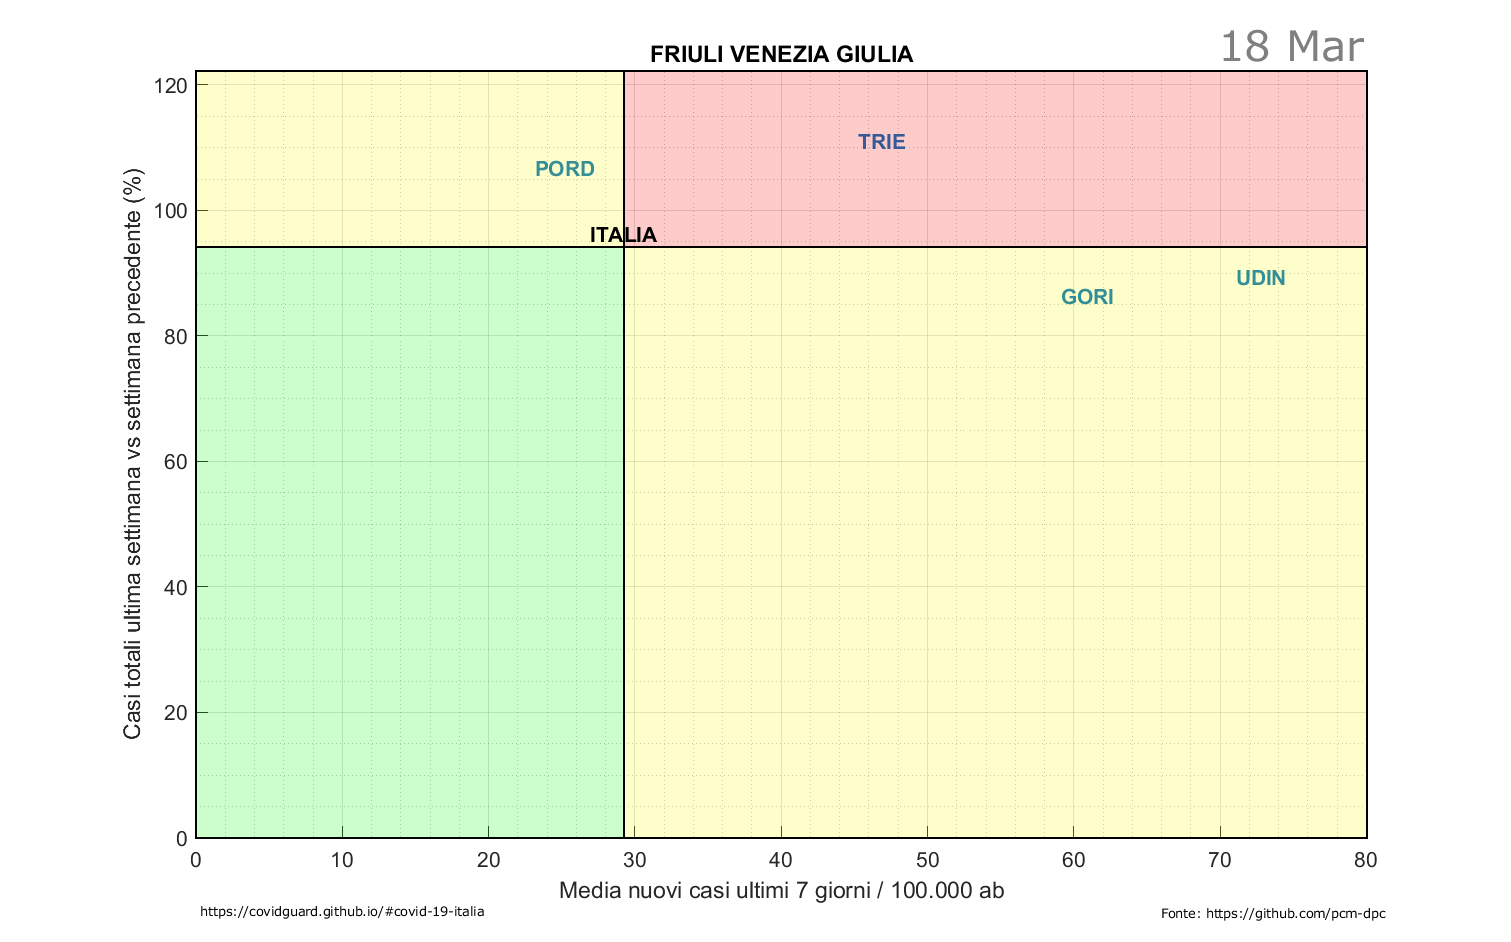 18 Mar
FRIULI VENEZIA GIULIA
120
100
80
60
40
20
0
Casi totali ultima settimana vs settimana precedente (%)
TRIE
PORD
ITALIA
UDIN
GORI
0 10 20 30 40 50 60 70 80
Media nuovi casi ultimi 7 giorni / 100.000 ab
https://covidguard.github.io/#covid-19-italia
Fonte: https://github.com/pcm-dpc